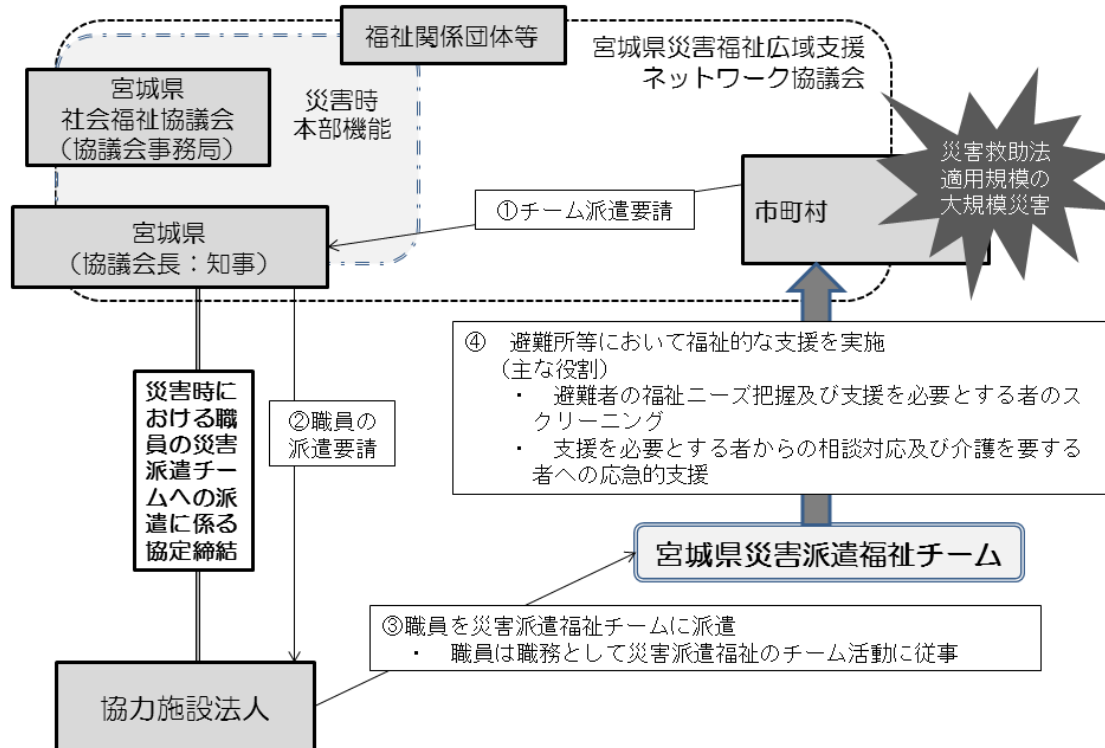 福祉関係団体等
宮城県災害福祉広域支援
ネットワーク協議会
宮城県
社会福祉協議会
（協議会事務局）
災害時
本部機能
災害救助法
適用規模の
大規模災害
市町村
①チーム派遣要請
宮城県
（協議会長：知事）
④　避難所等において福祉的な支援を実施
（主な役割）
・　避難者の福祉ニーズ把握及び支援を必要とする者のス
クリーニング
・　支援を必要とする者からの相談対応及び介護を要する
者への応急的支援
災害時に
おける職
員の災害
派遣チー
ムへの派
遣に係る
協定締結
②職員の
派遣要請
宮城県災害派遣福祉チーム
③職員を災害派遣福祉チームに派遣
・　職員は職務として災害派遣福祉のチーム活動に従事
協力施設法人